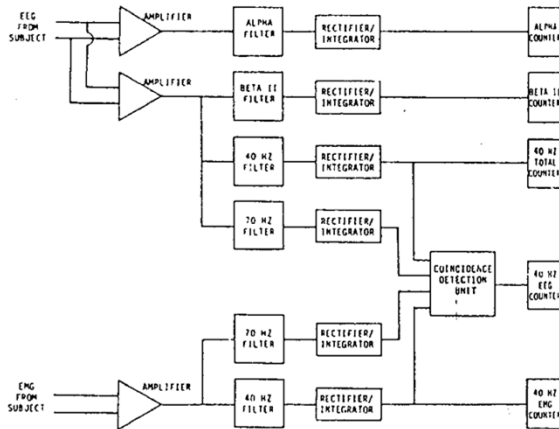 EEG
FROM
SUBJECT
AMPLIFIER
ALPHA
FILTER
RECTIFIER/
INTEGRATOR
ALPHA
COUNTER
AMPLIFIER
BETA II
FILTER
RECTIFIER/
INTEGRATOR
BETA II
COUNTER
40 HZ
FILTER
RECTIFIER/
INTEGRATOR
40 HZ
TOTAL
COUNTER
70 HZ
FILTER
RECTIFIER/
INTEGRATOR
COINCIDENCE
DETECTION
UNIT
40 HZ
EEG
COUNTER
70 HZ
FILTER
RECTIFIER/
INTEGRATOR
EMG
FROM
SUBJECT
AMPLIFIER
40 HZ
FILTER
RECTIFIER/
INTEGRATOR
40 HZ
EMG
COUNTER